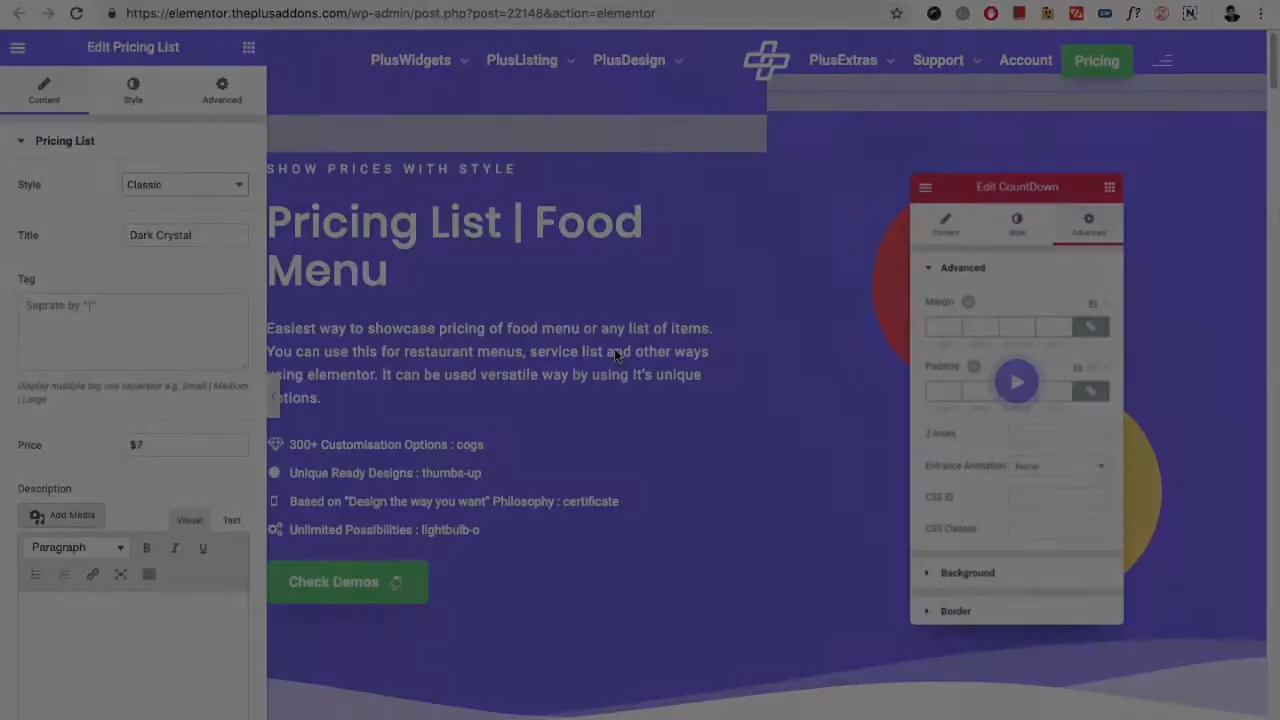 https://elementor.theplusaddons.com/wp-admin/post.php?post=22148&action=elementor
Edit Pricing List
PlusWidgets
PlusListing
PlusDesign
PlusExtras
Support
Account
Pricing
Content
Style
Advanced
Pricing List
Style
Classic
Title
Dark Crystal
Tag
Seprate by "|"
Display multiple tag use separator e.g. Small | Medium
| Large
Price
$7
Description
Add Media
Visual
Text
Paragraph
B
I
U
SHOW PRICES WITH STYLE
Pricing List | Food
Menu
Easiest way to showcase pricing of food menu or any list of items.
You can use this for restaurant menus, service list and other ways
using elementor. It can be used versatile way by using It's unique
300+ Customisation Options : cogs
Unique Ready Designs : thumbs-up
Based on "Design the way you want" Philosophy : certificate
Unlimited Possibilities : lightbulb-o
Check Demos
Edit CountDown
Content
Style
Advanced
Advanced
Margin
Padding
Z-Index
Entrance Animation
None
CSS ID
CSS Classes
Background
Border